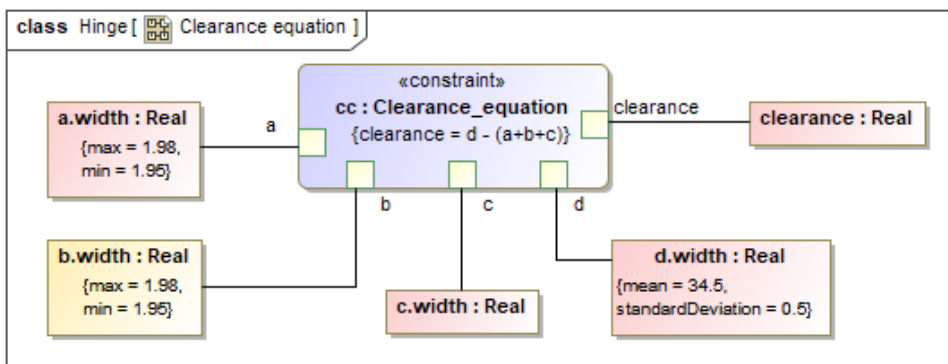 class Hinge [ Clearance equation ]
«constraint»
cc : Clearance_equation
{clearance = d - (a+b+c)}
clearance
clearance : Real
a.width : Real
{max = 1.98,
min = 1.95}
a
b
c
d
b.width : Real
{max = 1.98,
min = 1.95}
c.width : Real
d.width : Real
{mean = 34.5,
standardDeviation = 0.5}